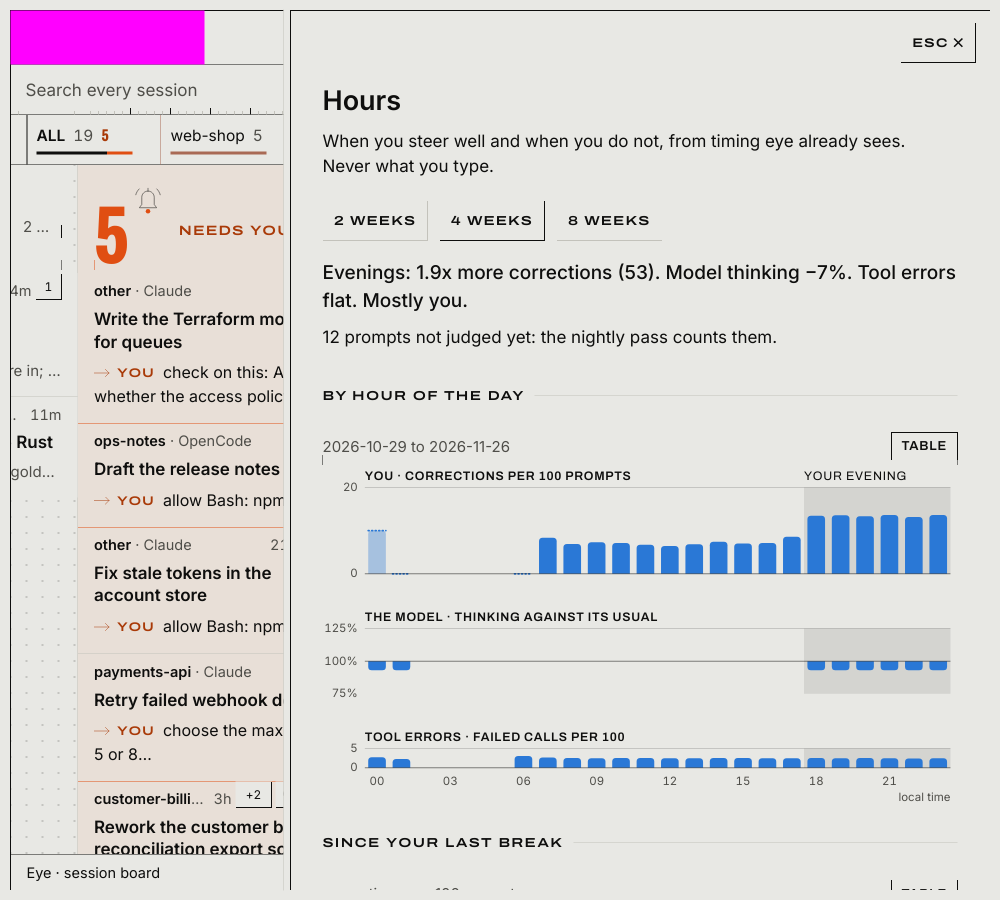 Search every session
ALL 19 5
web-shop 5
2 ...
5
NEEDS YOU
4m 1
other · Claude
Write the Terraform mo
for queues
→ YOU check on this: A
whether the access polic
re in; ...
11m
Rust
gold...
ops-notes · OpenCode
Draft the release notes
→ YOU allow Bash: npm
other · Claude 21
Fix stale tokens in the
account store
→ YOU allow Bash: npm
payments-api · Claude
Retry failed webhook d
→ YOU choose the max
5 or 8...
customer-billi... 3h +2
Rework the customer b
reconciliation export sc
Eye · session board
ESC ✕
Hours
When you steer well and when you do not, from timing eye already sees.
Never what you type.
2 WEEKS
4 WEEKS
8 WEEKS
Evenings: 1.9x more corrections (53). Model thinking −7%. Tool errors
flat. Mostly you.
12 prompts not judged yet: the nightly pass counts them.
BY HOUR OF THE DAY
2026-10-29 to 2026-11-26
TABLE
YOU · CORRECTIONS PER 100 PROMPTS
YOUR EVENING
20
0
THE MODEL · THINKING AGAINST ITS USUAL
125%
100%
75%
TOOL ERRORS · FAILED CALLS PER 100
5
0
00 03 06 09 12 15 18 21
local time
SINCE YOUR LAST BREAK
TABLE